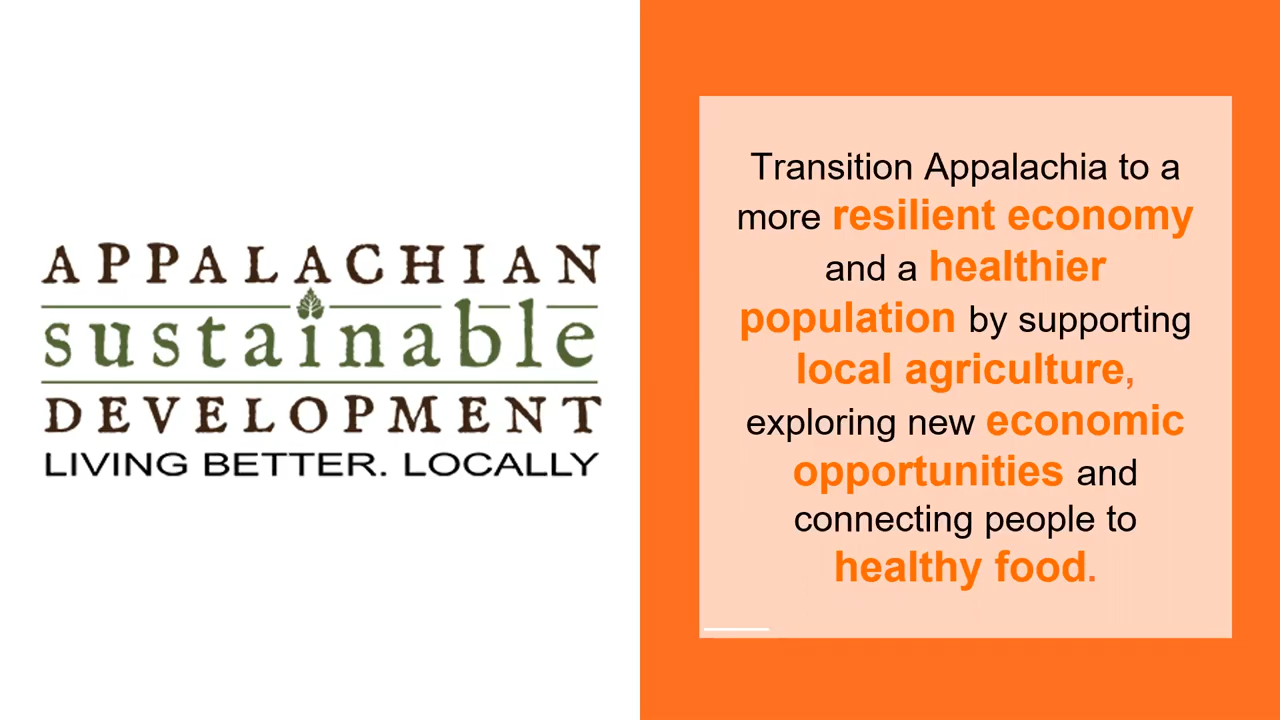 APPALACHIAN
sustainable
DEVELOPMENT
LIVING BETTER. LOCALLY
Transition Appalachia to a
more resilient economy
and a healthier
population by supporting
local agriculture,
exploring new economic
opportunities and
connecting people to
healthy food.